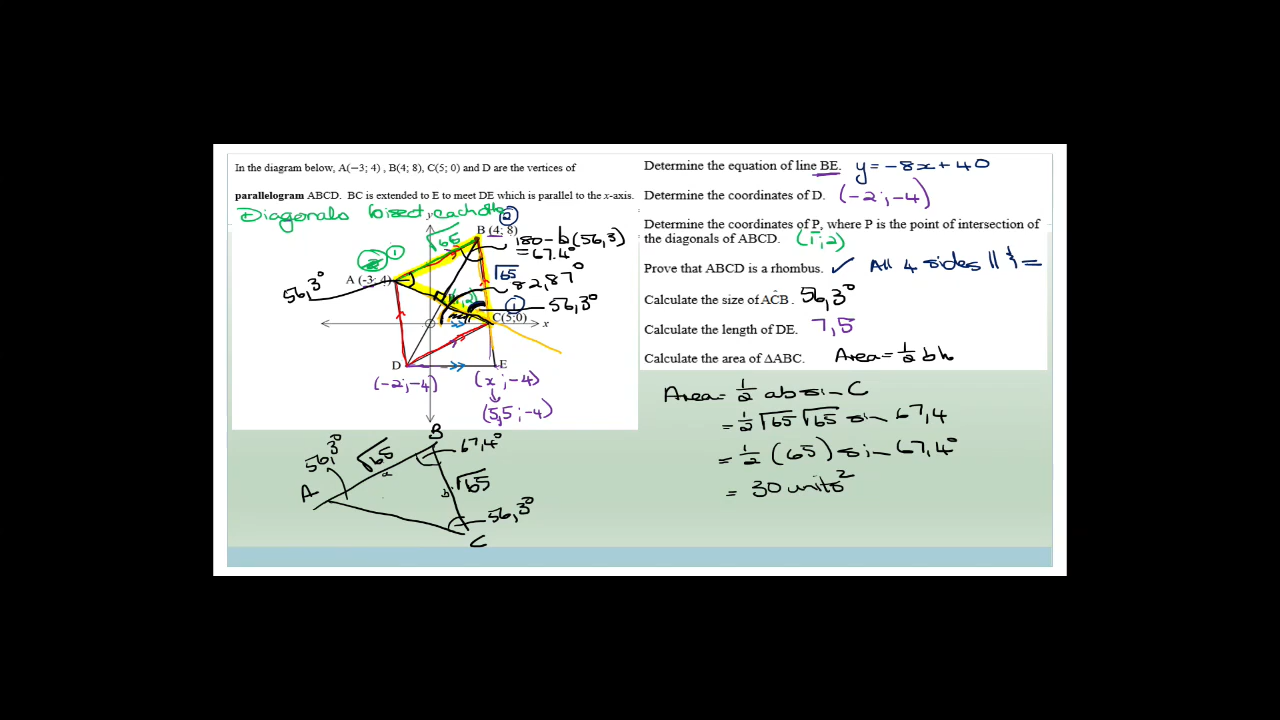 In the diagram below, A(−3; 4) , B(4; 8), C(5; 0) and D are the vertices of
parallelogram ABCD. BC is extended to E to meet DE which is parallel to the x-axis.
Diagonals bisect each other
y
②
√65
B (4; 8)
180 − 2(56,3)
= 67.4°
①
A (-3; 4)
56,3°
√65
82,87°
(1,2)
①
56,3°
C(5;0)
x
D
E
(-2; -4)
(x; -4)
(5,5; -4)
B
67,4°
56,3°
√65
a
A
b
√65
56,3°
C
Determine the equation of line BE. y = -8x + 40
Determine the coordinates of D. (-2; -4)
Determine the coordinates of P, where P is the point of intersection of
the diagonals of ABCD. (1; 2)
Prove that ABCD is a rhombus. ✓ All 4 sides || & =
Calculate the size of AĈB. 56,3°
Calculate the length of DE. 7,5
Calculate the area of ΔABC. Area = ½ bh
Area = ½ ab sin C
= ½ √65 √65 sin 67,4
= ½ (65) sin 67,4°
= 30 units²